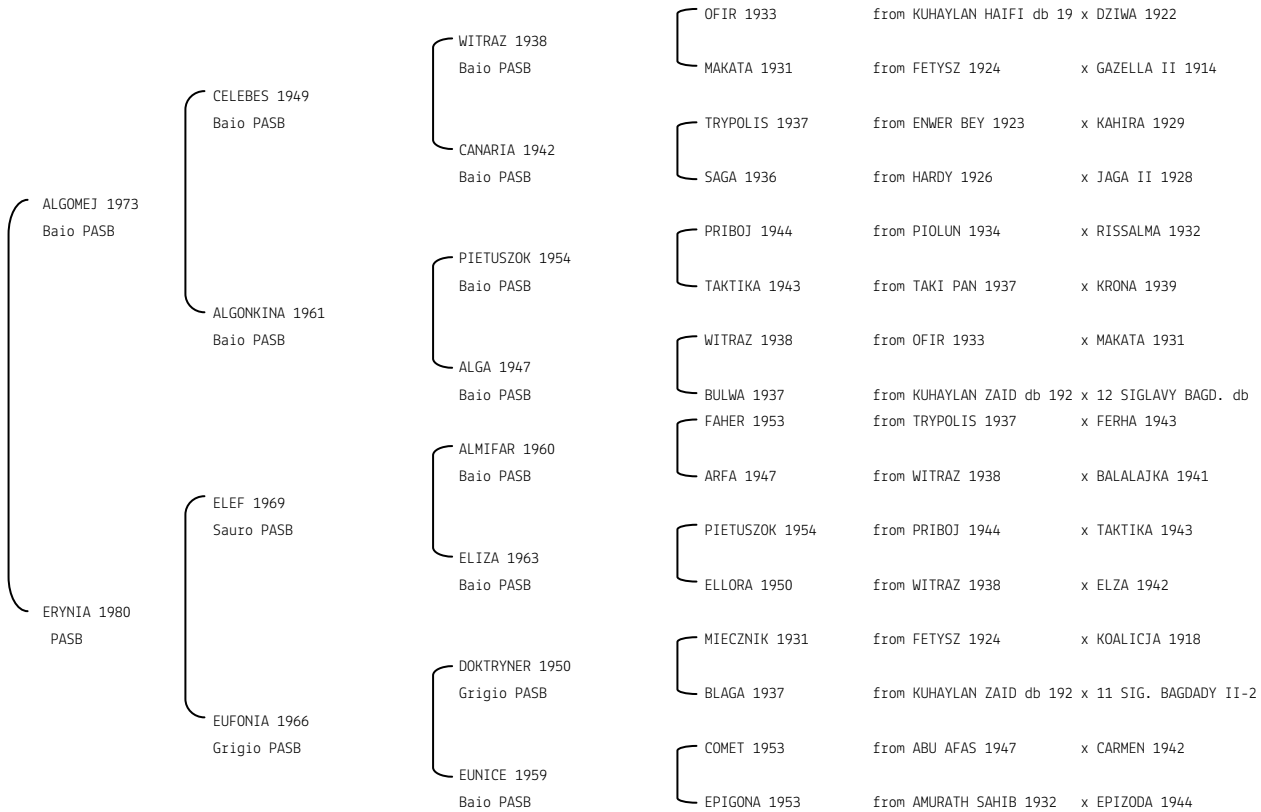 OFIR 1933 from KUHAYLAN HAIFI db 19 x DZIWA 1922
WITRAZ 1938
Baio PASB MAKATA 1931 from FETYSZ 1924 x GAZELLA II 1914
CELEBES 1949
Baio PASB TRYPOLIS 1937 from ENWER BEY 1923 x KAHIRA 1929
CANARIA 1942
Baio PASB SAGA 1936 from HARDY 1926 x JAGA II 1928
ALGOMEJ 1973
Baio PASB PRIBOJ 1944 from PIOLUN 1934 x RISSALMA 1932
PIETUSZOK 1954
Baio PASB TAKTIKA 1943 from TAKI PAN 1937 x KRONA 1939
ALGONKINA 1961
Baio PASB WITRAZ 1938 from OFIR 1933 x MAKATA 1931
ALGA 1947
Baio PASB BULWA 1937 from KUHAYLAN ZAID db 192 x 12 SIGLAVY BAGD. db
FAHER 1953 from TRYPOLIS 1937 x FERHA 1943
ALMIFAR 1960
Baio PASB ARFA 1947 from WITRAZ 1938 x BALALAJKA 1941
ELEF 1969
Sauro PASB PIETUSZOK 1954 from PRIBOJ 1944 x TAKTIKA 1943
ELIZA 1963
Baio PASB ELLORA 1950 from WITRAZ 1938 x ELZA 1942
ERYNIA 1980
PASB MIECZNIK 1931 from FETYSZ 1924 x KOALICJA 1918
DOKTRYNER 1950
Grigio PASB BLAGA 1937 from KUHAYLAN ZAID db 192 x 11 SIG. BAGDADY II-2
EUFONIA 1966
Grigio PASB COMET 1953 from ABU AFAS 1947 x CARMEN 1942
EUNICE 1959
Baio PASB EPIGONA 1953 from AMURATH SAHIB 1932 x EPIZODA 1944